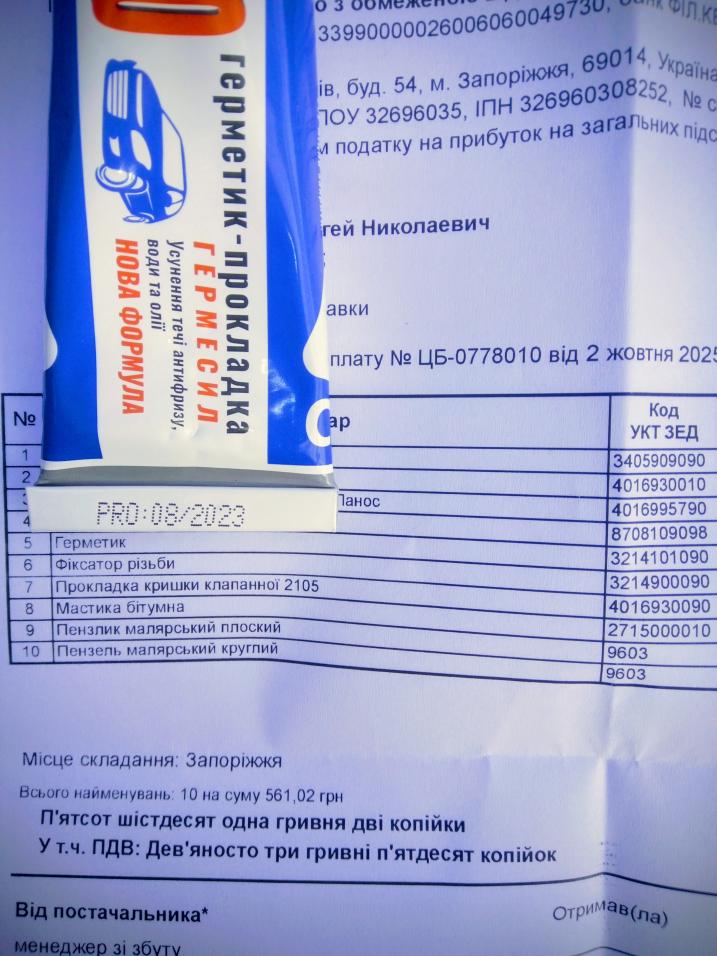 о з обмеженою
339900000026006060049730, Банк ФІЛ.КЕ
ів, буд. 54, м. Запоріжжя, 69014, Україна
ПОУ 32696035, ІПН 326960308252, № с
м податку на прибуток на загальних підс
гей Николаевич
авки
плату № ЦБ-0778010 від 2 жовтня 2025
герметик-прокладка
ГЕРМЕСИЛ
Усунення течі антифризу,
води та олії
НОВА ФОРМУЛА
PRO:08/2023
№ ар Код УКТ ЗЕД
1 3405909090
2 4016930010
3 Панос 4016995790
4 8708109098
5 Герметик 3214101090
6 Фіксатор різьби 3214900090
7 Прокладка кришки клапанної 2105 4016930090
8 Мастика бітумна 2715000010
9 Пензлик малярський плоский 9603
10 Пензель малярський круглий 9603
Місце складання: Запоріжжя
Всього найменувань: 10 на суму 561,02 грн
П'ятсот шістдесят одна гривня дві копійки
У т.ч. ПДВ: Дев'яносто три гривні п'ятдесят копійок
Від постачальника* Отримав(ла)
менеджер зі збуту